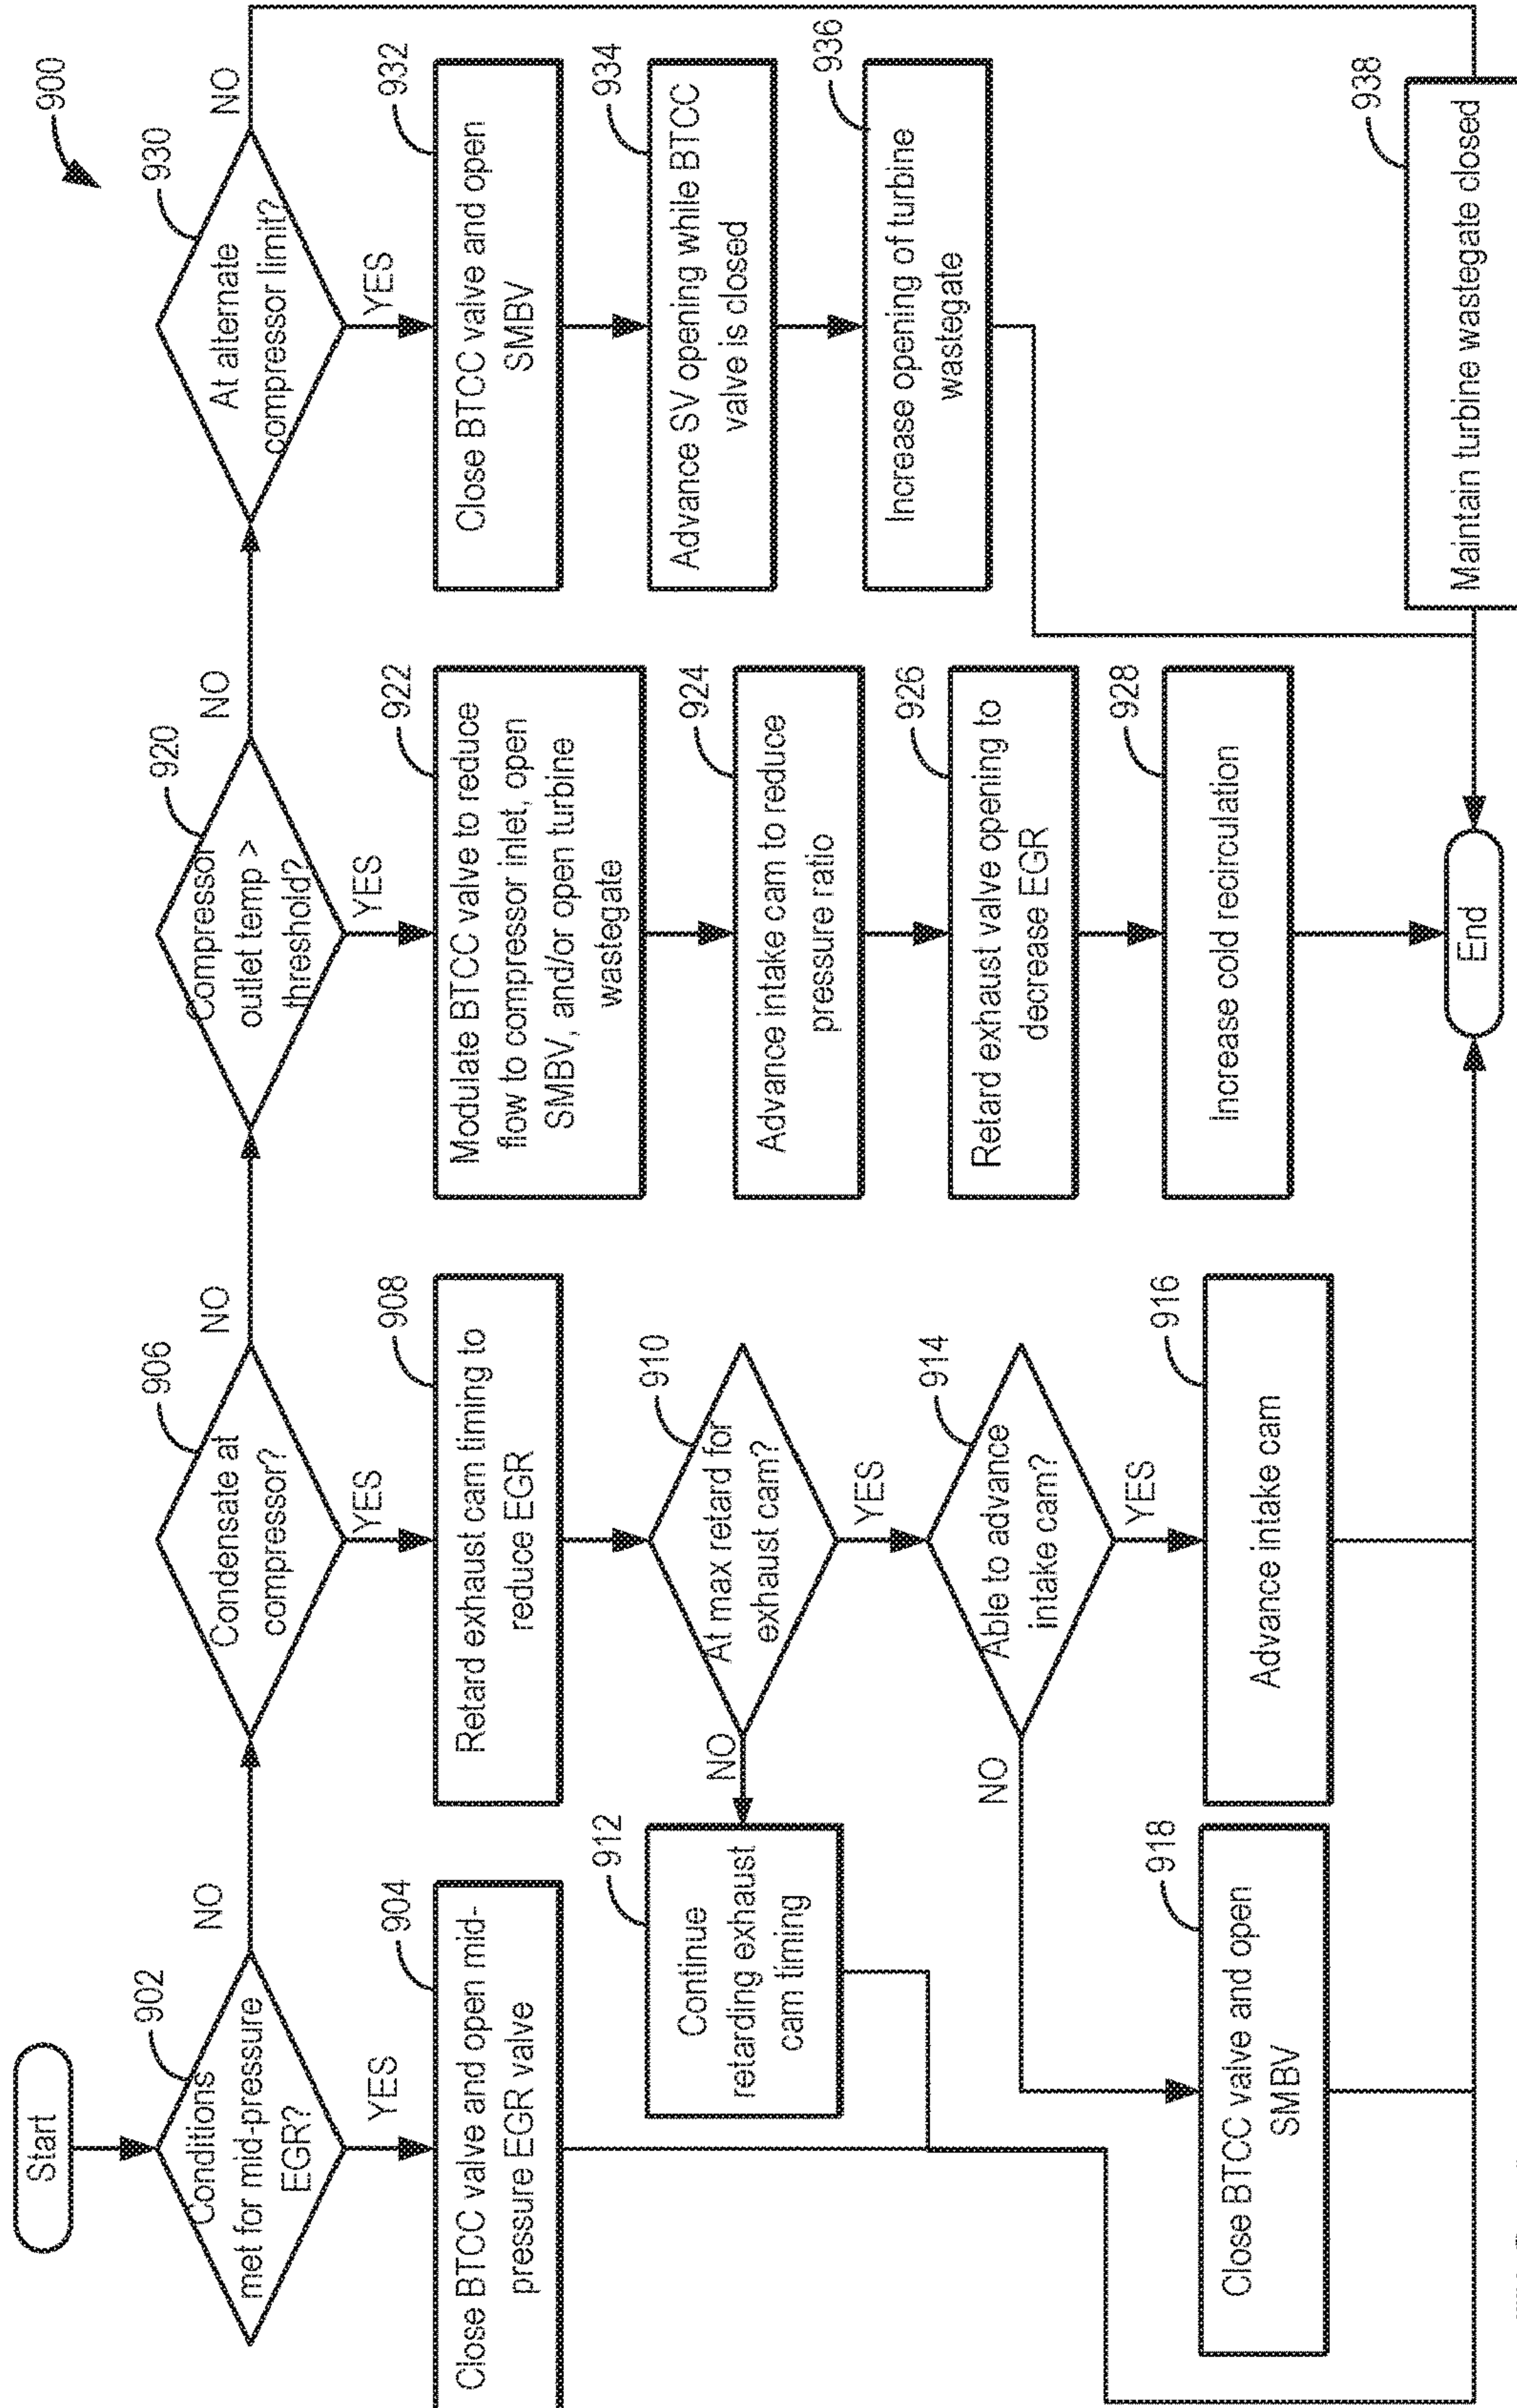 900
Start
902
Conditions
met for mid-pressure
EGR?
NO
YES
904
Close BTCC valve and open mid-
pressure EGR valve
906
Condensate at
compressor?
NO
YES
908
Retard exhaust cam timing to
reduce EGR
910
At max retard for
exhaust cam?
NO
YES
912
Continue
retarding exhaust
cam timing
914
Able to advance
intake cam?
NO
YES
916
Advance intake cam
918
Close BTCC valve and open
SMBV
920
Compressor
outlet temp >
threshold?
NO
YES
922
Modulate BTCC valve to reduce
flow to compressor inlet, open
SMBV, and/or open turbine
wastegate
924
Advance intake cam to reduce
pressure ratio
926
Retard exhaust valve opening to
decrease EGR
928
Increase cold recirculation
930
At alternate
compressor limit?
NO
YES
932
Close BTCC valve and open
SMBV
934
Advance SV opening while BTCC
valve is closed
936
Increase opening of turbine
wastegate
938
Maintain turbine wastegate closed
End